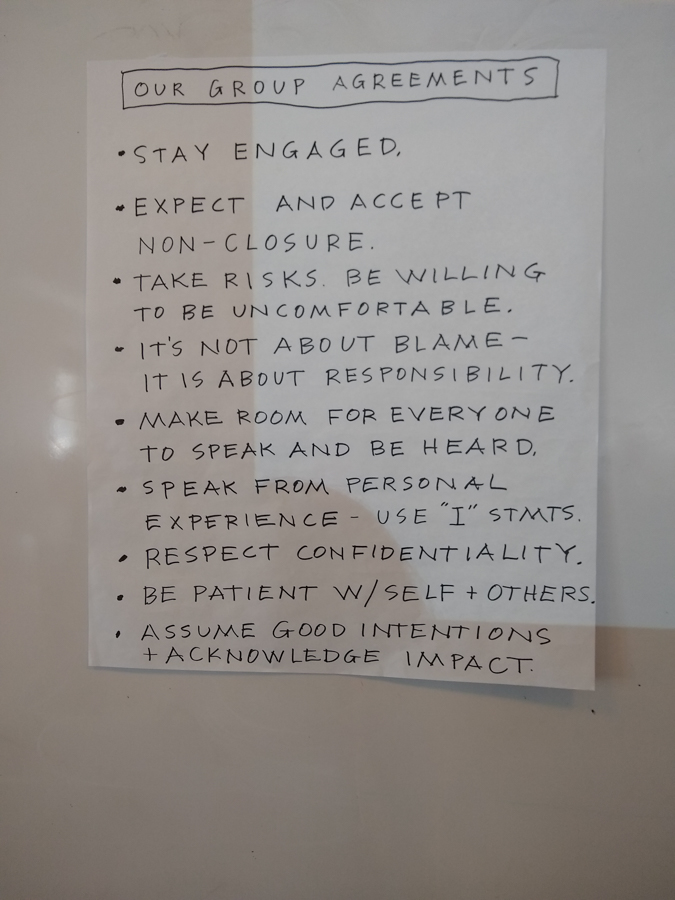 OUR GROUP AGREEMENTS
• STAY ENGAGED.
• EXPECT AND ACCEPT
NON-CLOSURE.
• TAKE RISKS. BE WILLING
TO BE UNCOMFORTABLE.
• IT'S NOT ABOUT BLAME—
IT IS ABOUT RESPONSIBILITY.
• MAKE ROOM FOR EVERYONE
TO SPEAK AND BE HEARD.
• SPEAK FROM PERSONAL
EXPERIENCE - USE "I" STMTS.
• RESPECT CONFIDENTIALITY.
• BE PATIENT W/SELF + OTHERS.
• ASSUME GOOD INTENTIONS
+ ACKNOWLEDGE IMPACT.